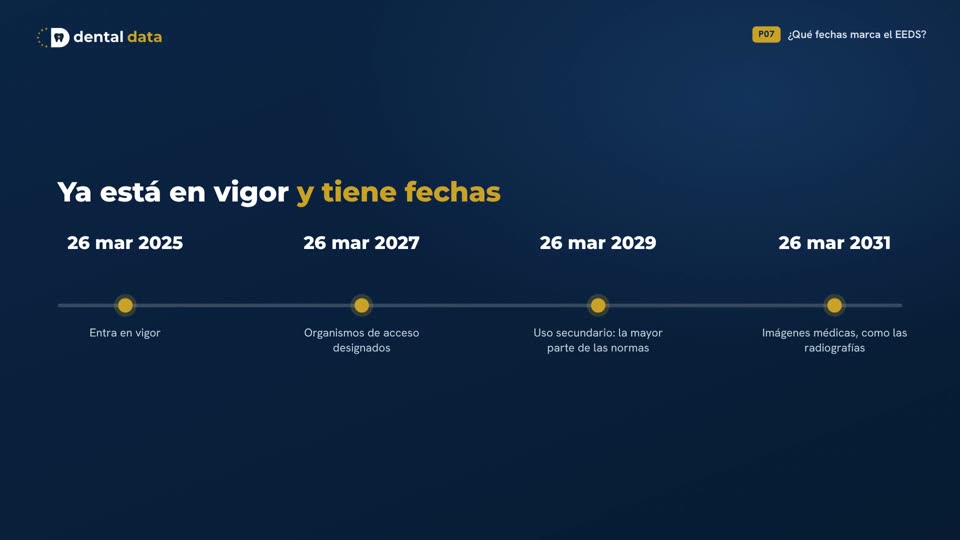 dental data
P07 ¿Qué fechas marca el EEDS?
Ya está en vigor y tiene fechas
26 mar 2025
26 mar 2027
26 mar 2029
26 mar 2031
Entra en vigor
Organismos de acceso
designados
Uso secundario: la mayor
parte de las normas
Imágenes médicas, como las
radiografías